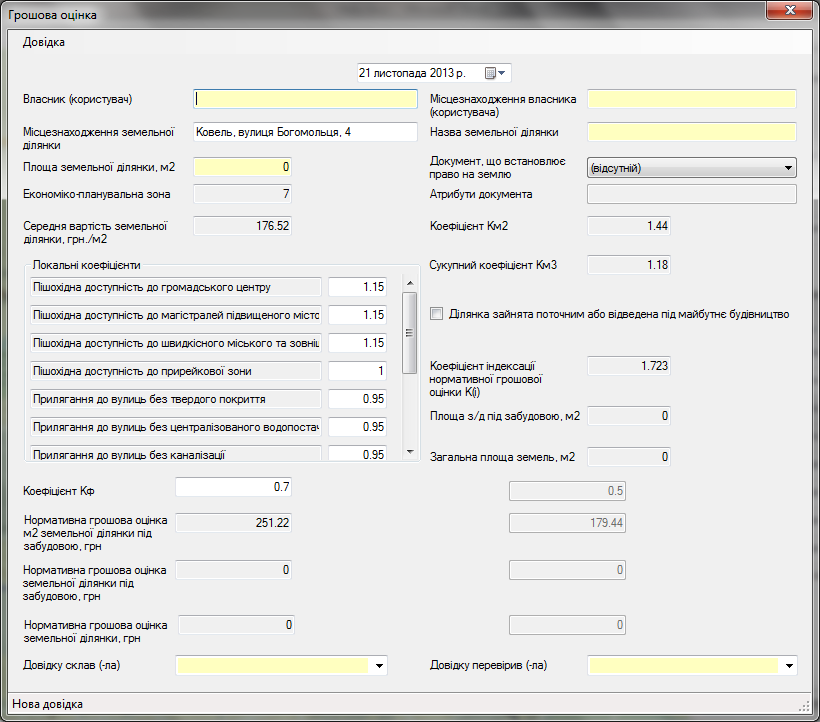 Грошова оцінка
Довідка
21 листопада 2013 р.
Власник (користувач)
Місцезнаходження власника
(користувача)
Місцезнаходження земельної
ділянки
Ковель, вулиця Богомольця, 4
Назва земельної ділянки
Площа земельної ділянки, м2
0
Документ, що встановлює
право на землю
(відсутній)
Економіко-планувальна зона
7
Атрибути документа
Середня вартість земельної
ділянки, грн./м2
176.52
Коефіцієнт Км2
1.44
Локальні коефіцієнти
Сукупний коефіцієнт Км3
1.18
Пішохідна доступність до громадського центру
1.15
Пішохідна доступність до магістралей підвищеного місто
1.15
Ділянка зайнята поточним або відведена під майбутнє будівництво
Пішохідна доступність до швидкісного міського та зовніш
1.15
Пішохідна доступність до прирейкової зони
1
Коефіцієнт індексації
нормативної грошової
оцінки К(і)
1.723
Прилягання до вулиць без твердого покриття
0.95
Площа з/д під забудовою, м2
0
Прилягання до вулиць без централізованого водопостач
0.95
Прилягання до вулиць без каналізації
0.95
Загальна площа земель, м2
0
Коефіцієнт Кф
0.7
0.5
Нормативна грошова оцінка
м2 земельної ділянки під
забудовою, грн
251.22
179.44
Нормативна грошова оцінка
земельної ділянки під
забудовою, грн
0
0
Нормативна грошова оцінка
земельної ділянки, грн
0
0
Довідку склав (-ла)
Довідку перевірив (-ла)
Нова довідка